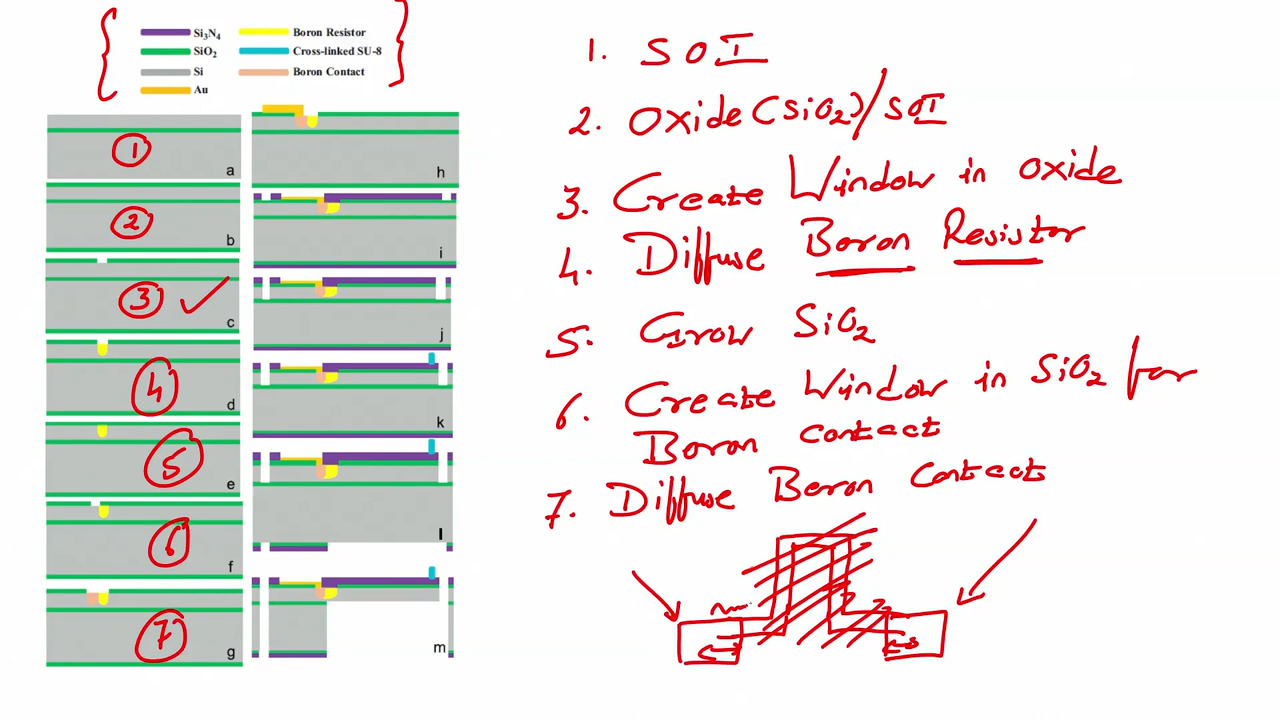 Si3N4
Boron Resistor
SiO2
Cross-linked SU-8
Si
Boron Contact
Au
1
a
2
b
3
c
4
d
5
e
6
f
7
g
h
i
j
k
l
m
1. SOI
2. Oxide (SiO2)/SOI
3. Create Window in oxide
4. Diffuse Boron Resistor
5. Grow SiO2
6. Create Window in SiO2 for
Boron contact
7. Diffuse Boron Contact